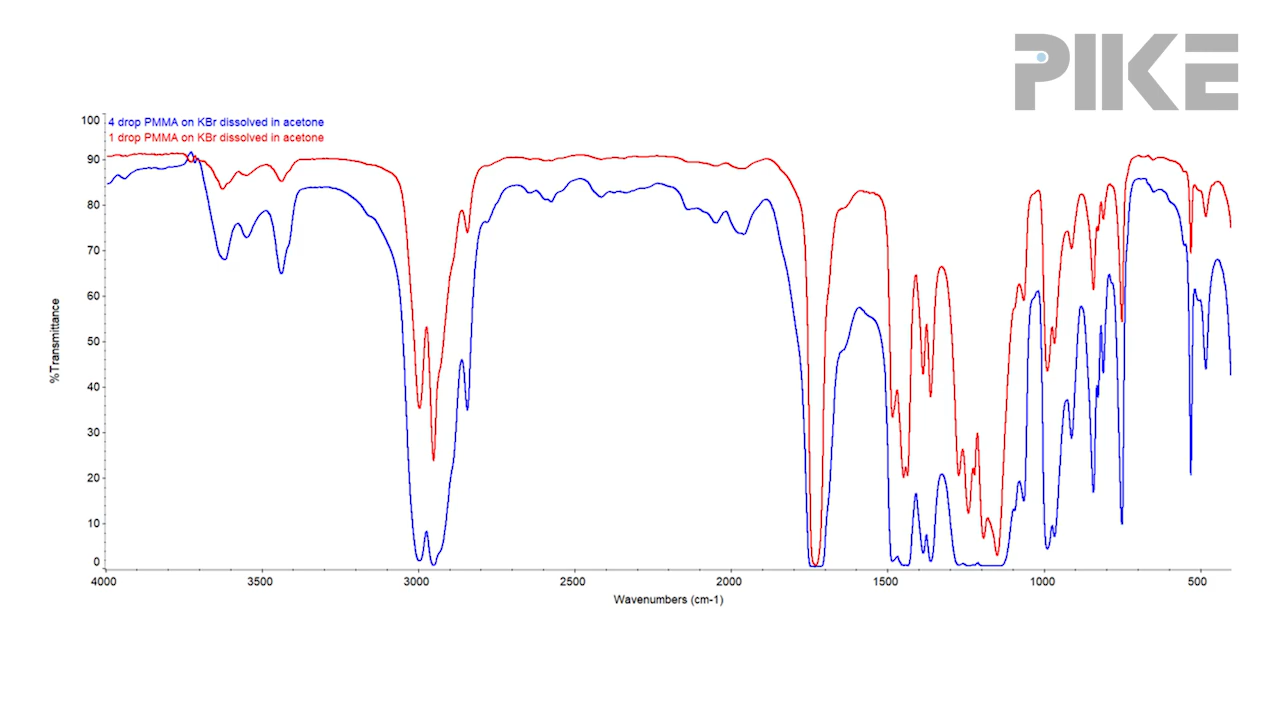 PIKE
100
4 drop PMMA on KBr dissolved in acetone
1 drop PMMA on KBr dissolved in acetone
90
80
70
60
50
40
30
20
10
0
%Transmittance
4000 3500 3000 2500 2000 1500 1000 500
Wavenumbers (cm-1)